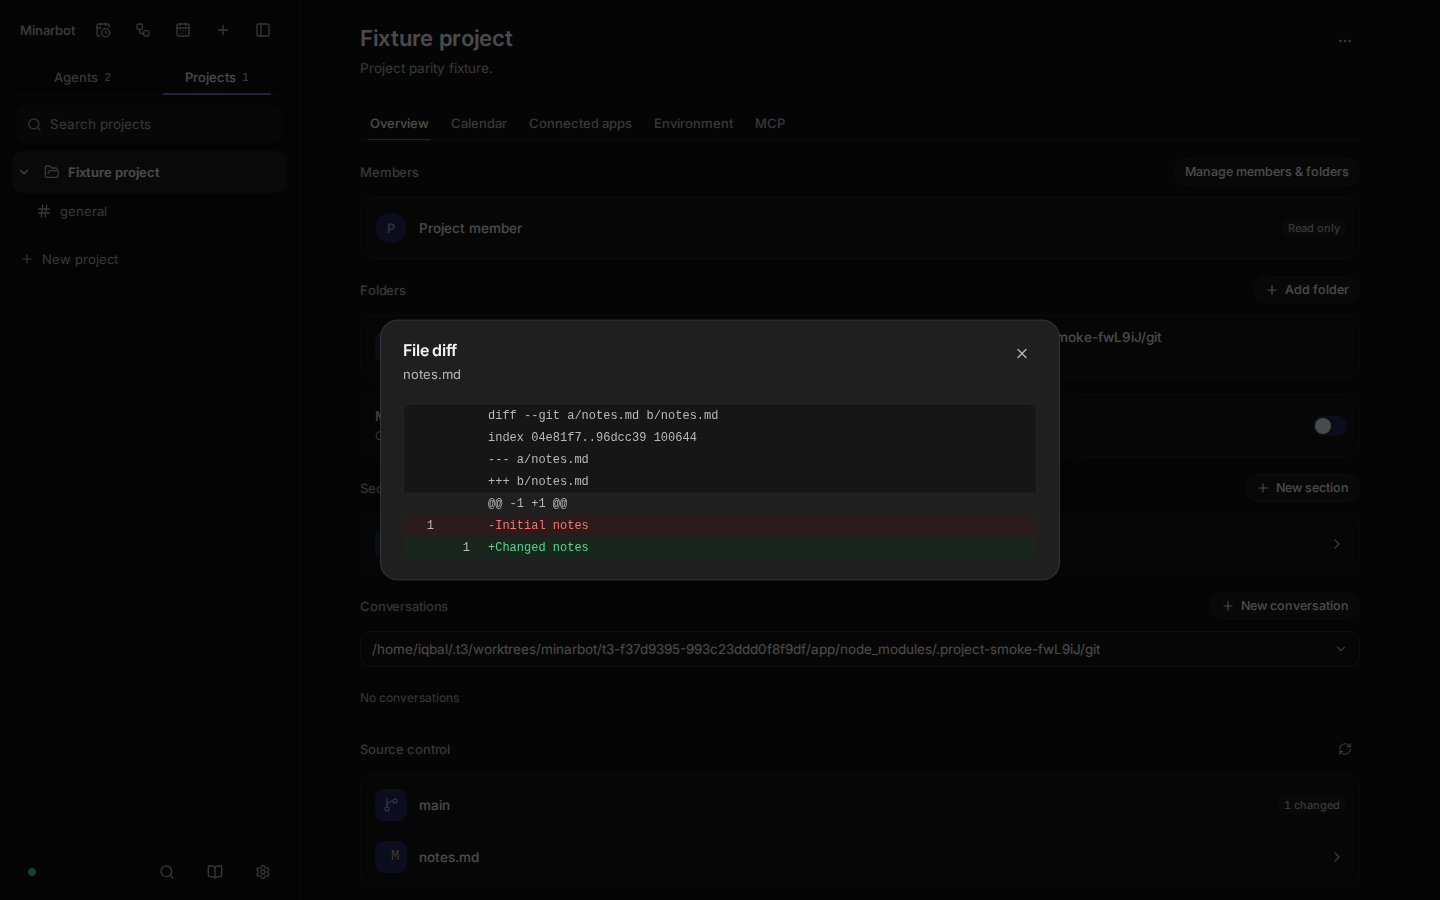 Minarbot
Agents 2
Projects 1
Search projects
Fixture project
general
New project
Fixture project
Project parity fixture.
Overview
Calendar
Connected apps
Environment
MCP
Members
Manage members & folders
P
Project member
Read only
Folders
Add folder
moke-fwL9iJ/git
New section
File diff
notes.md
diff --git a/notes.md b/notes.md
index 04e81f7..96dcc39 100644
--- a/notes.md
+++ b/notes.md
@@ -1 +1 @@
1 -Initial notes
1 +Changed notes
Conversations
New conversation
/home/iqbal/.t3/worktrees/minarbot/t3-f37d9395-993c23ddd0f8f9df/app/node_modules/.project-smoke-fwL9iJ/git
No conversations
Source control
main
1 changed
M
notes.md